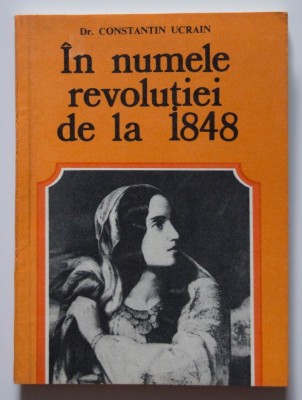 Dr. CONSTANTIN UCRAIN
În numele
revoluției
de la 1848